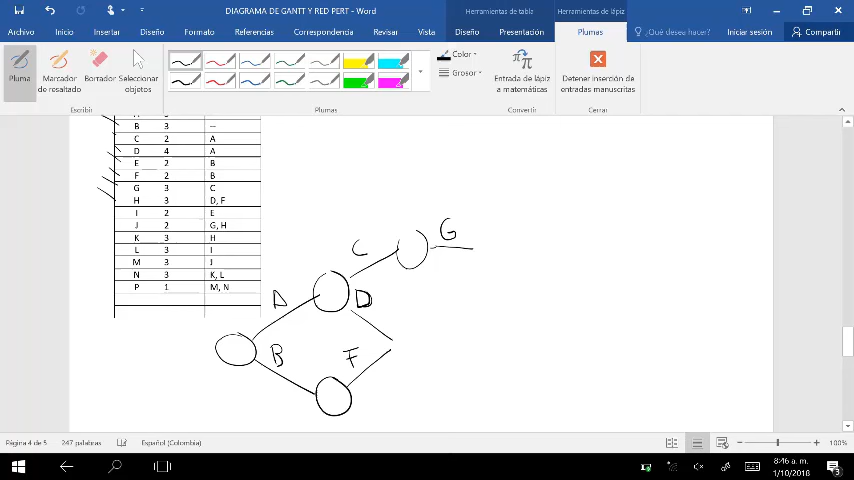 DIAGRAMA DE GANTT Y RED PERT - Word
Herramientas de tabla
Herramientas de lápiz
Archivo Inicio Insertar Diseño Formato Referencias Correspondencia Revisar Vista Diseño Presentación Plumas ¿Qué desea hacer? Iniciar sesión Compartir
Pluma
Marcador de resaltado
Borrador
Seleccionar objetos
Color
Grosor
Entrada de lápiz a matemáticas
Detener inserción de entradas manuscritas
Escribir Plumas Convertir Cerrar
B 3 --
C 2 A
D 4 A
E 2 B
F 2 B
G 3 C
H 3 D, F
I 2 E
J 2 G, H
K 3 H
L 3 I
M 3 J
N 3 K, L
P 1 M, N
G
C
A D
B F
Página 4 de 5 247 palabras Español (Colombia) 100%
8:46 a. m.
1/10/2018
3